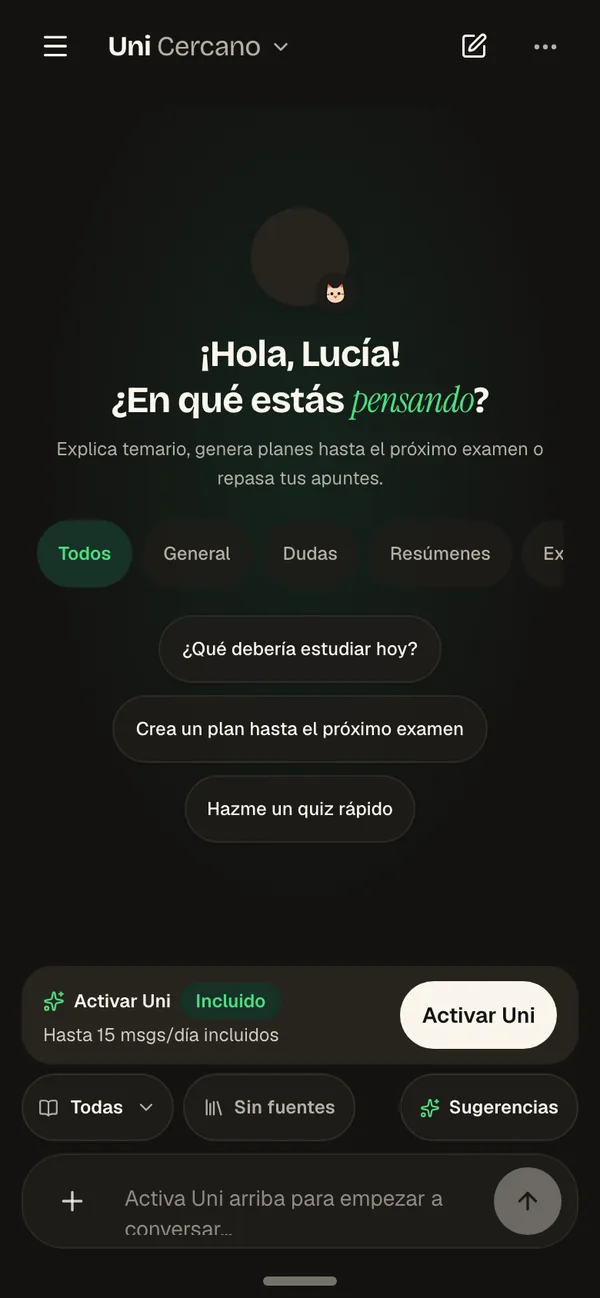 Uni Cercano
¡Hola, Lucía!
¿En qué estás pensando?
Explica temario, genera planes hasta el próximo examen o
repasa tus apuntes.
Todos
General
Dudas
Resúmenes
Ex
¿Qué debería estudiar hoy?
Crea un plan hasta el próximo examen
Hazme un quiz rápido
Activar Uni
Incluido
Hasta 15 msgs/día incluidos
Activar Uni
Todas
Sin fuentes
Sugerencias
Activa Uni arriba para empezar a
conversar...